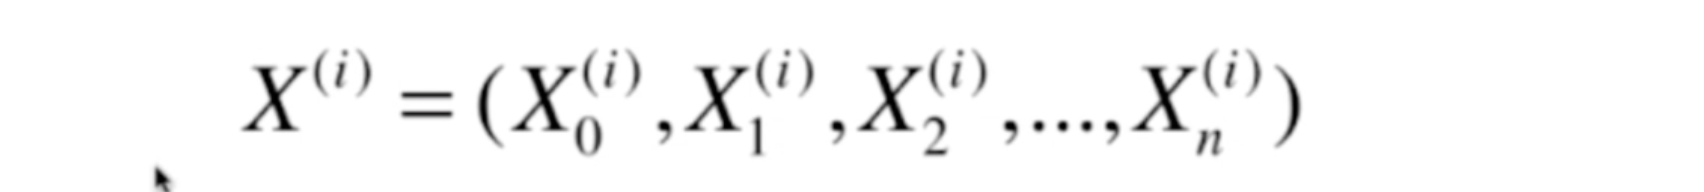 X^{(i)} = (X_0^{(i)}, X_1^{(i)}, X_2^{(i)}, ..., X_n^{(i)})